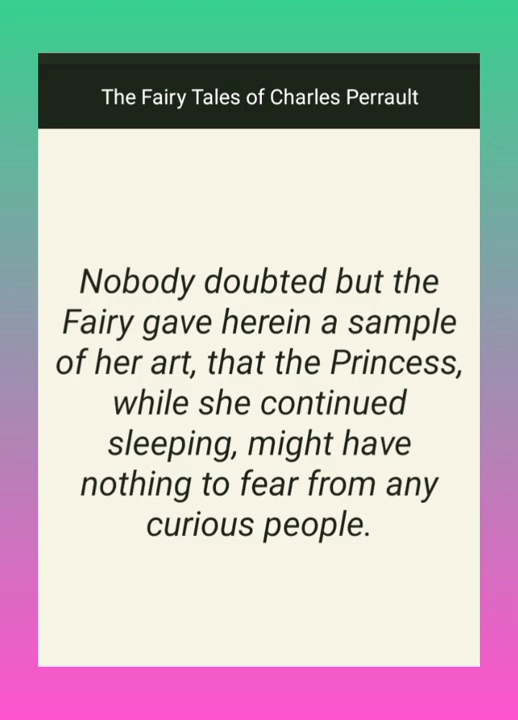 The Fairy Tales of Charles Perrault
Nobody doubted but the
Fairy gave herein a sample
of her art, that the Princess,
while she continued
sleeping, might have
nothing to fear from any
curious people.